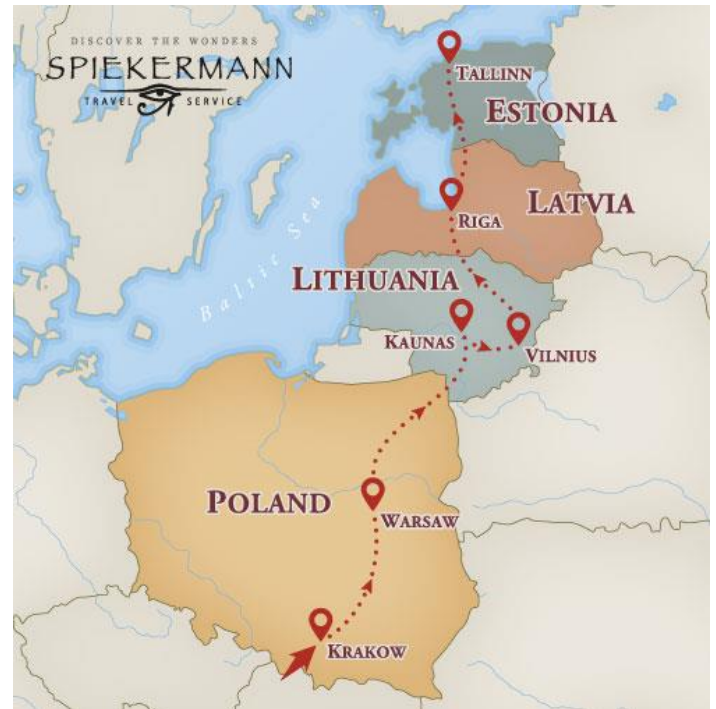 DISCOVER THE WONDERS
SPIEKERMANN
TRAVEL SERVICE
TALLINN
ESTONIA
RIGA
LATVIA
Baltic Sea
LITHUANIA
KAUNAS
VILNIUS
POLAND
WARSAW
KRAKOW